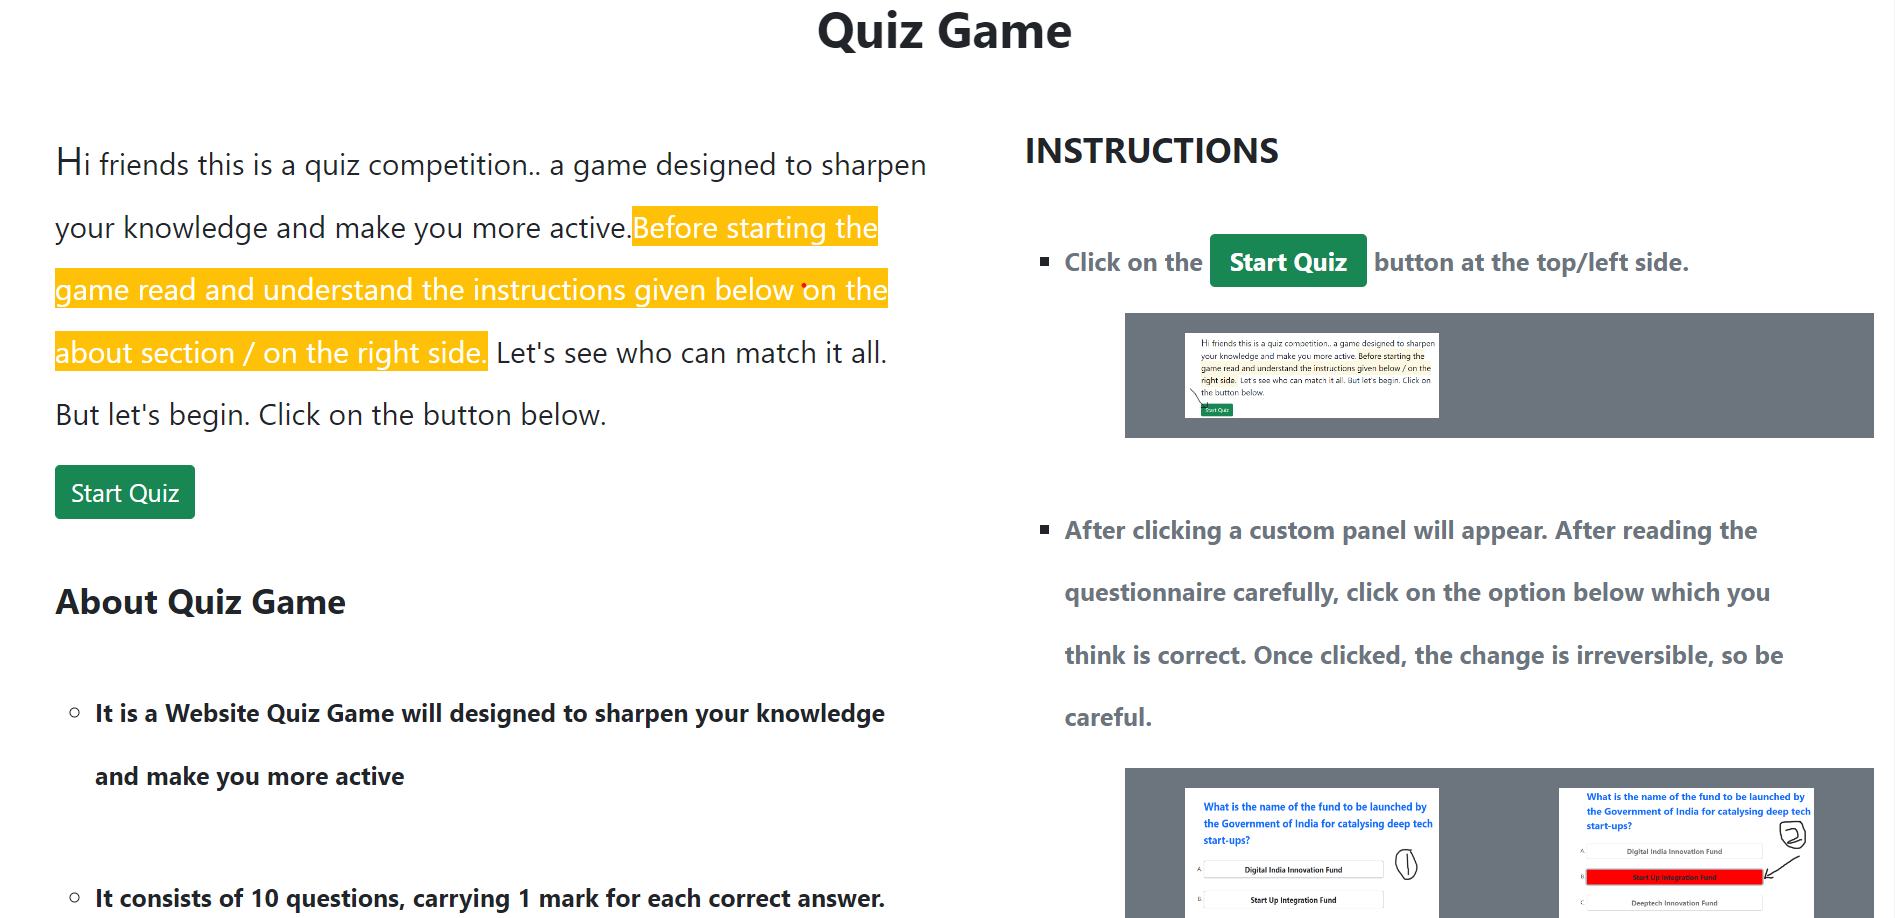 Quiz Game
Hi friends this is a quiz competition.. a game designed to sharpen
your knowledge and make you more active.Before starting the
game read and understand the instructions given below on the
about section / on the right side. Let's see who can match it all.
But let's begin. Click on the button below.
Start Quiz
About Quiz Game
It is a Website Quiz Game will designed to sharpen your knowledge
and make you more active
It consists of 10 questions, carrying 1 mark for each correct answer.
INSTRUCTIONS
Click on the Start Quiz button at the top/left side.
Hi friends this is a quiz competition.. a game designed to sharpen
your knowledge and make you more active. Before starting the
game read and understand the instructions given below / on the
right side. Let's see who can match it all. But let's begin. Click on
the button below.
Start Quiz
After clicking a custom panel will appear. After reading the
questionnaire carefully, click on the option below which you
think is correct. Once clicked, the change is irreversible, so be
careful.
What is the name of the fund to be launched by
the Government of India for catalysing deep tech
start-ups?
A. Digital India Innovation Fund
1
B. Start Up Integration Fund
What is the name of the fund to be launched by
the Government of India for catalysing deep tech
start-ups?
2
A. Digital India Innovation Fund
B. Start Up Integration Fund
C. Deeptech Innovation Fund